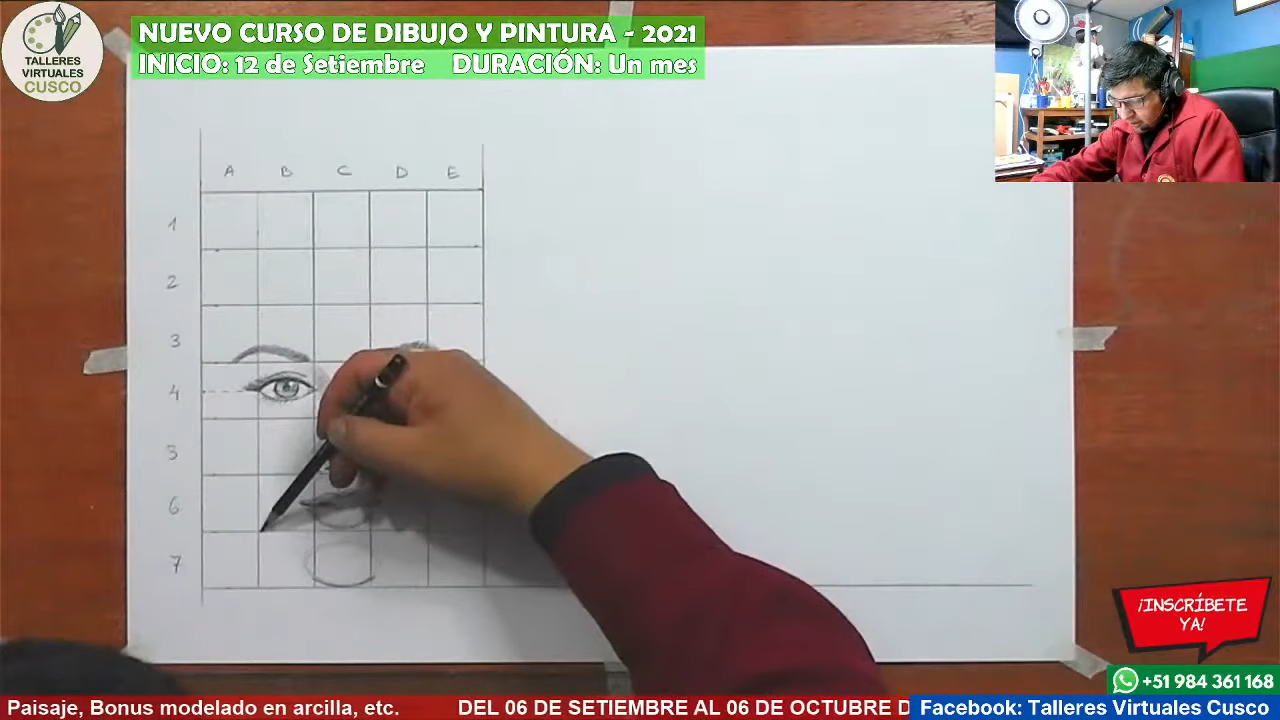 TALLERES
VIRTUALES
CUSCO
NUEVO CURSO DE DIBUJO Y PINTURA - 2021
INICIO: 12 de Setiembre DURACIÓN: Un mes
A B C D E
1
2
3
4
5
6
7
¡INSCRÍBETE
YA!
+51 984 361 168
Paisaje, Bonus modelado en arcilla, etc. DEL 06 DE SETIEMBRE AL 06 DE OCTUBRE D
Facebook: Talleres Virtuales Cusco